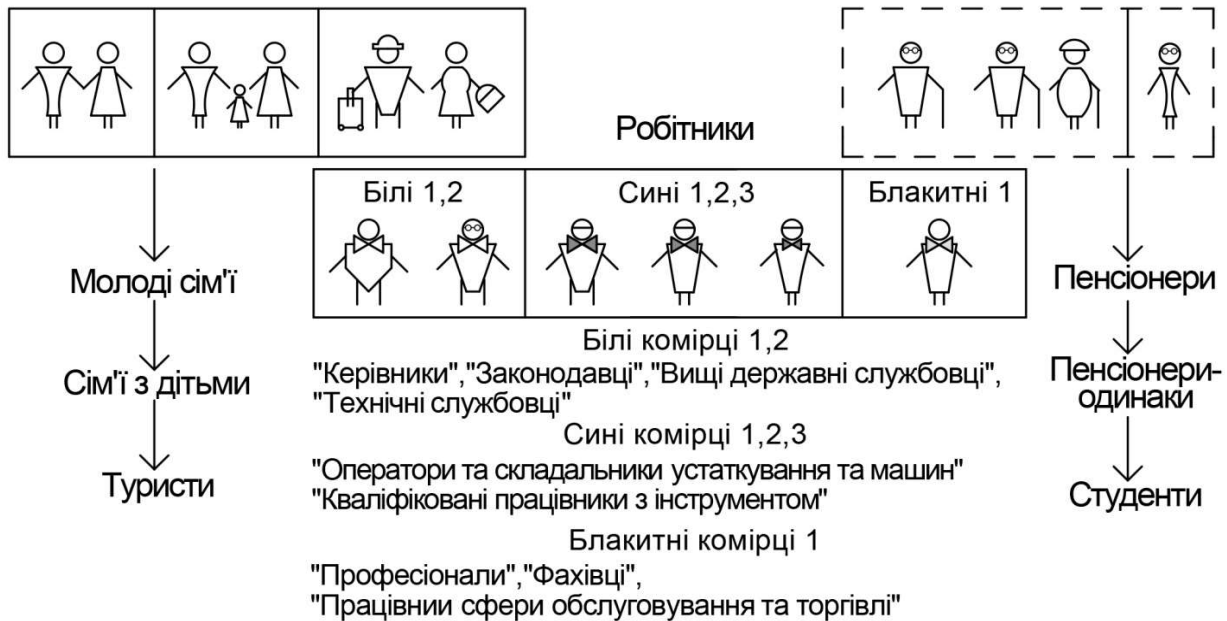 Робітники
Білі 1,2
Сині 1,2,3
Блакитні 1
Молоді сім'ї
Сім'ї з дітьми
Туристи
Білі комірці 1,2
"Керівники","Законодавці","Вищі державні службовці",
"Технічні службовці"
Сині комірці 1,2,3
"Оператори та складальники устаткування та машин"
"Кваліфіковані працівники з інструментом"
Блакитні комірці 1
"Професіонали","Фахівці",
"Працівнии сфери обслуговування та торгівлі"
Пенсіонери
Пенсіонери-
одинаки
Студенти